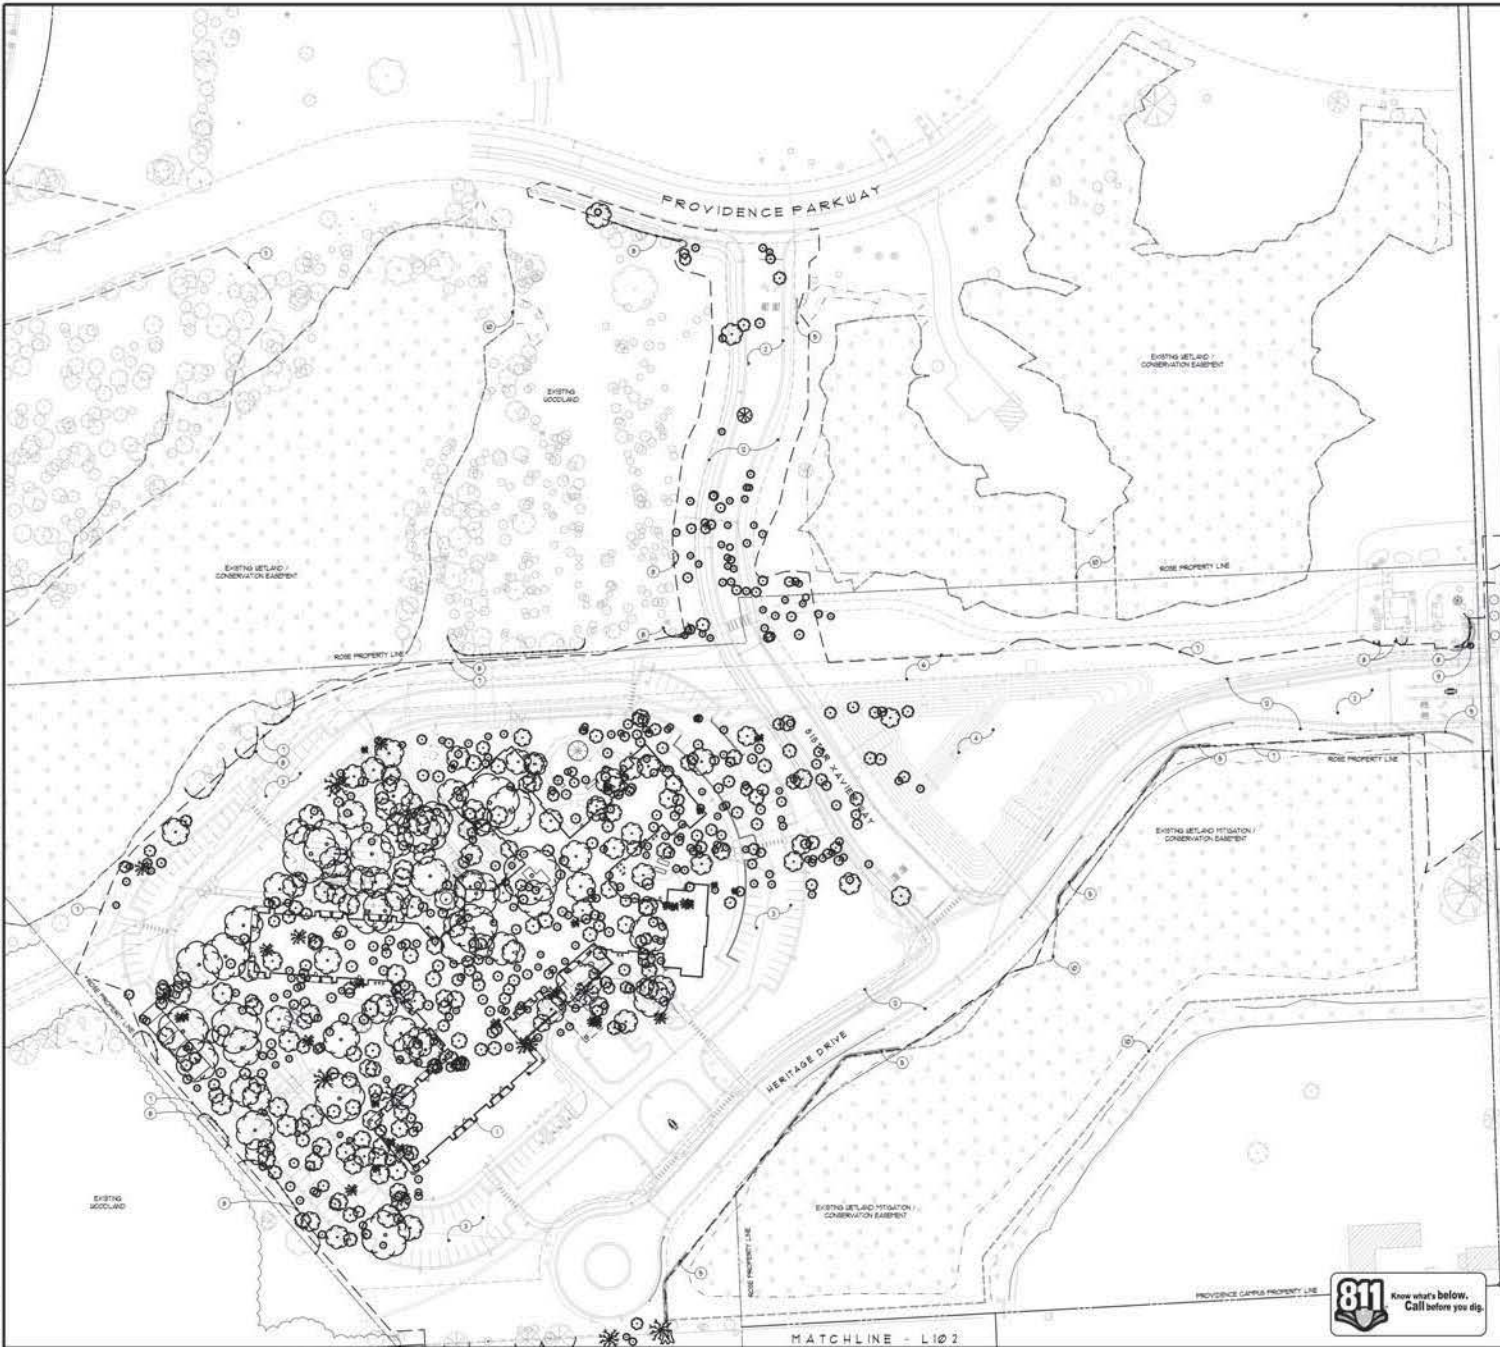 PROVIDENCE PARKWAY
EXISTING WETLAND /
CONSERVATION EASEMENT
EXISTING
WOODLAND
EXISTING WETLAND /
CONSERVATION EASEMENT
ROSE PROPERTY LINE
ROSE PROPERTY LINE
SISTER XAVIER WAY
ROSE PROPERTY LINE
EXISTING WETLAND MITIGATION /
CONSERVATION EASEMENT
ROSE PROPERTY LINE
HERITAGE DRIVE
EXISTING
WOODLAND
EXISTING WETLAND MITIGATION /
CONSERVATION EASEMENT
ROSE PROPERTY LINE
PROVIDENCE CAMPUS PROPERTY LINE
811
Know what's below.
Call before you dig.
MATCHLINE - L102